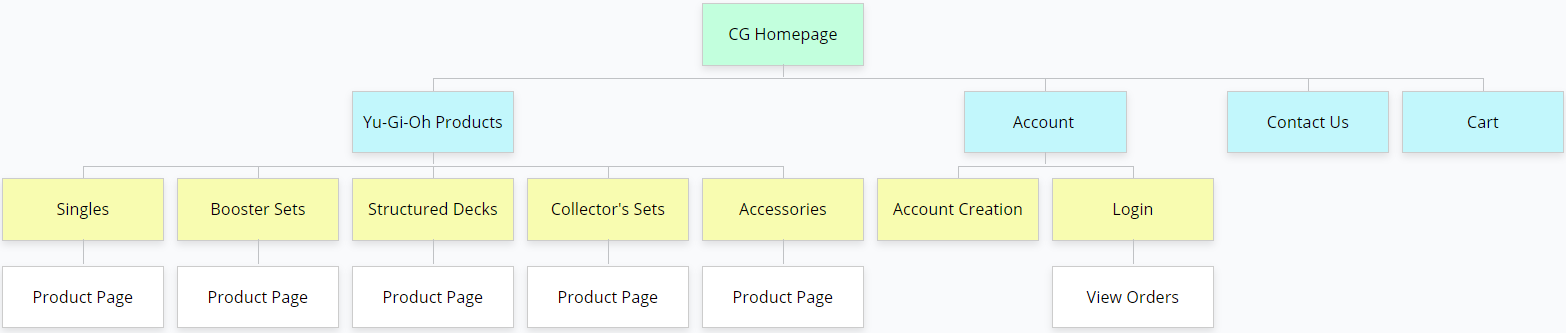 CG Homepage
Yu-Gi-Oh Products
Account
Contact Us
Cart
Singles
Booster Sets
Structured Decks
Collector's Sets
Accessories
Account Creation
Login
Product Page
Product Page
Product Page
Product Page
Product Page
View Orders